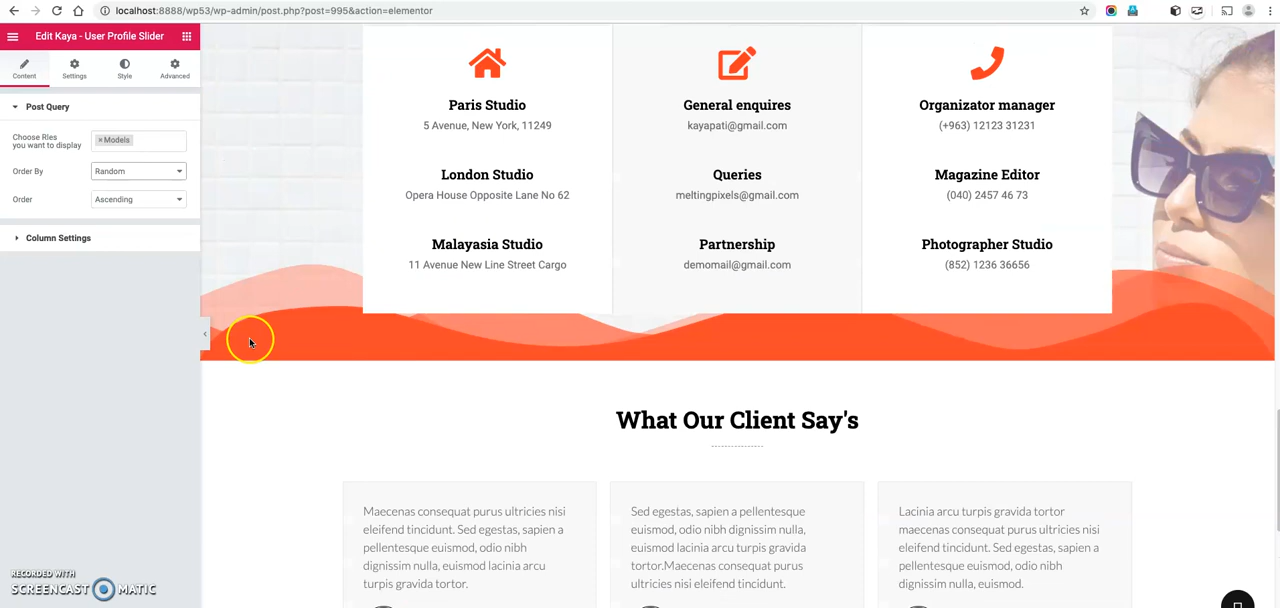 localhost:8888/wp53/wp-admin/post.php?post=995&action=elementor
Edit Kaya - User Profile Slider
Content
Settings
Style
Advanced
Post Query
Choose Rles
you want to display
×Models
Order By
Random
Order
Ascending
Column Settings
Paris Studio
5 Avenue, New York, 11249
London Studio
Opera House Opposite Lane No 62
Malayasia Studio
11 Avenue New Line Street Cargo
General enquires
kayapati@gmail.com
Queries
meltingpixels@gmail.com
Partnership
demomail@gmail.com
Organizator manager
(+963) 12123 31231
Magazine Editor
(040) 2457 46 73
Photographer Studio
(852) 1236 36656
What Our Client Say's
Maecenas consequat purus ultricies nisi
eleifend tincidunt. Sed egestas, sapien a
pellentesque euismod, odio nibh
dignissim nulla, euismod lacinia arcu
turpis gravida tortor.
Sed egestas, sapien a pellentesque
euismod, odio nibh dignissim nulla,
euismod lacinia arcu turpis gravida
tortor.Maecenas consequat purus
ultricies nisi eleifend tincidunt.
Lacinia arcu turpis gravida tortor
maecenas consequat purus ultricies nisi
eleifend tincidunt. Sed egestas, sapien a
pellentesque euismod, odio nibh
dignissim nulla, euismod.
RECORDED WITH
SCREENCAST MATIC